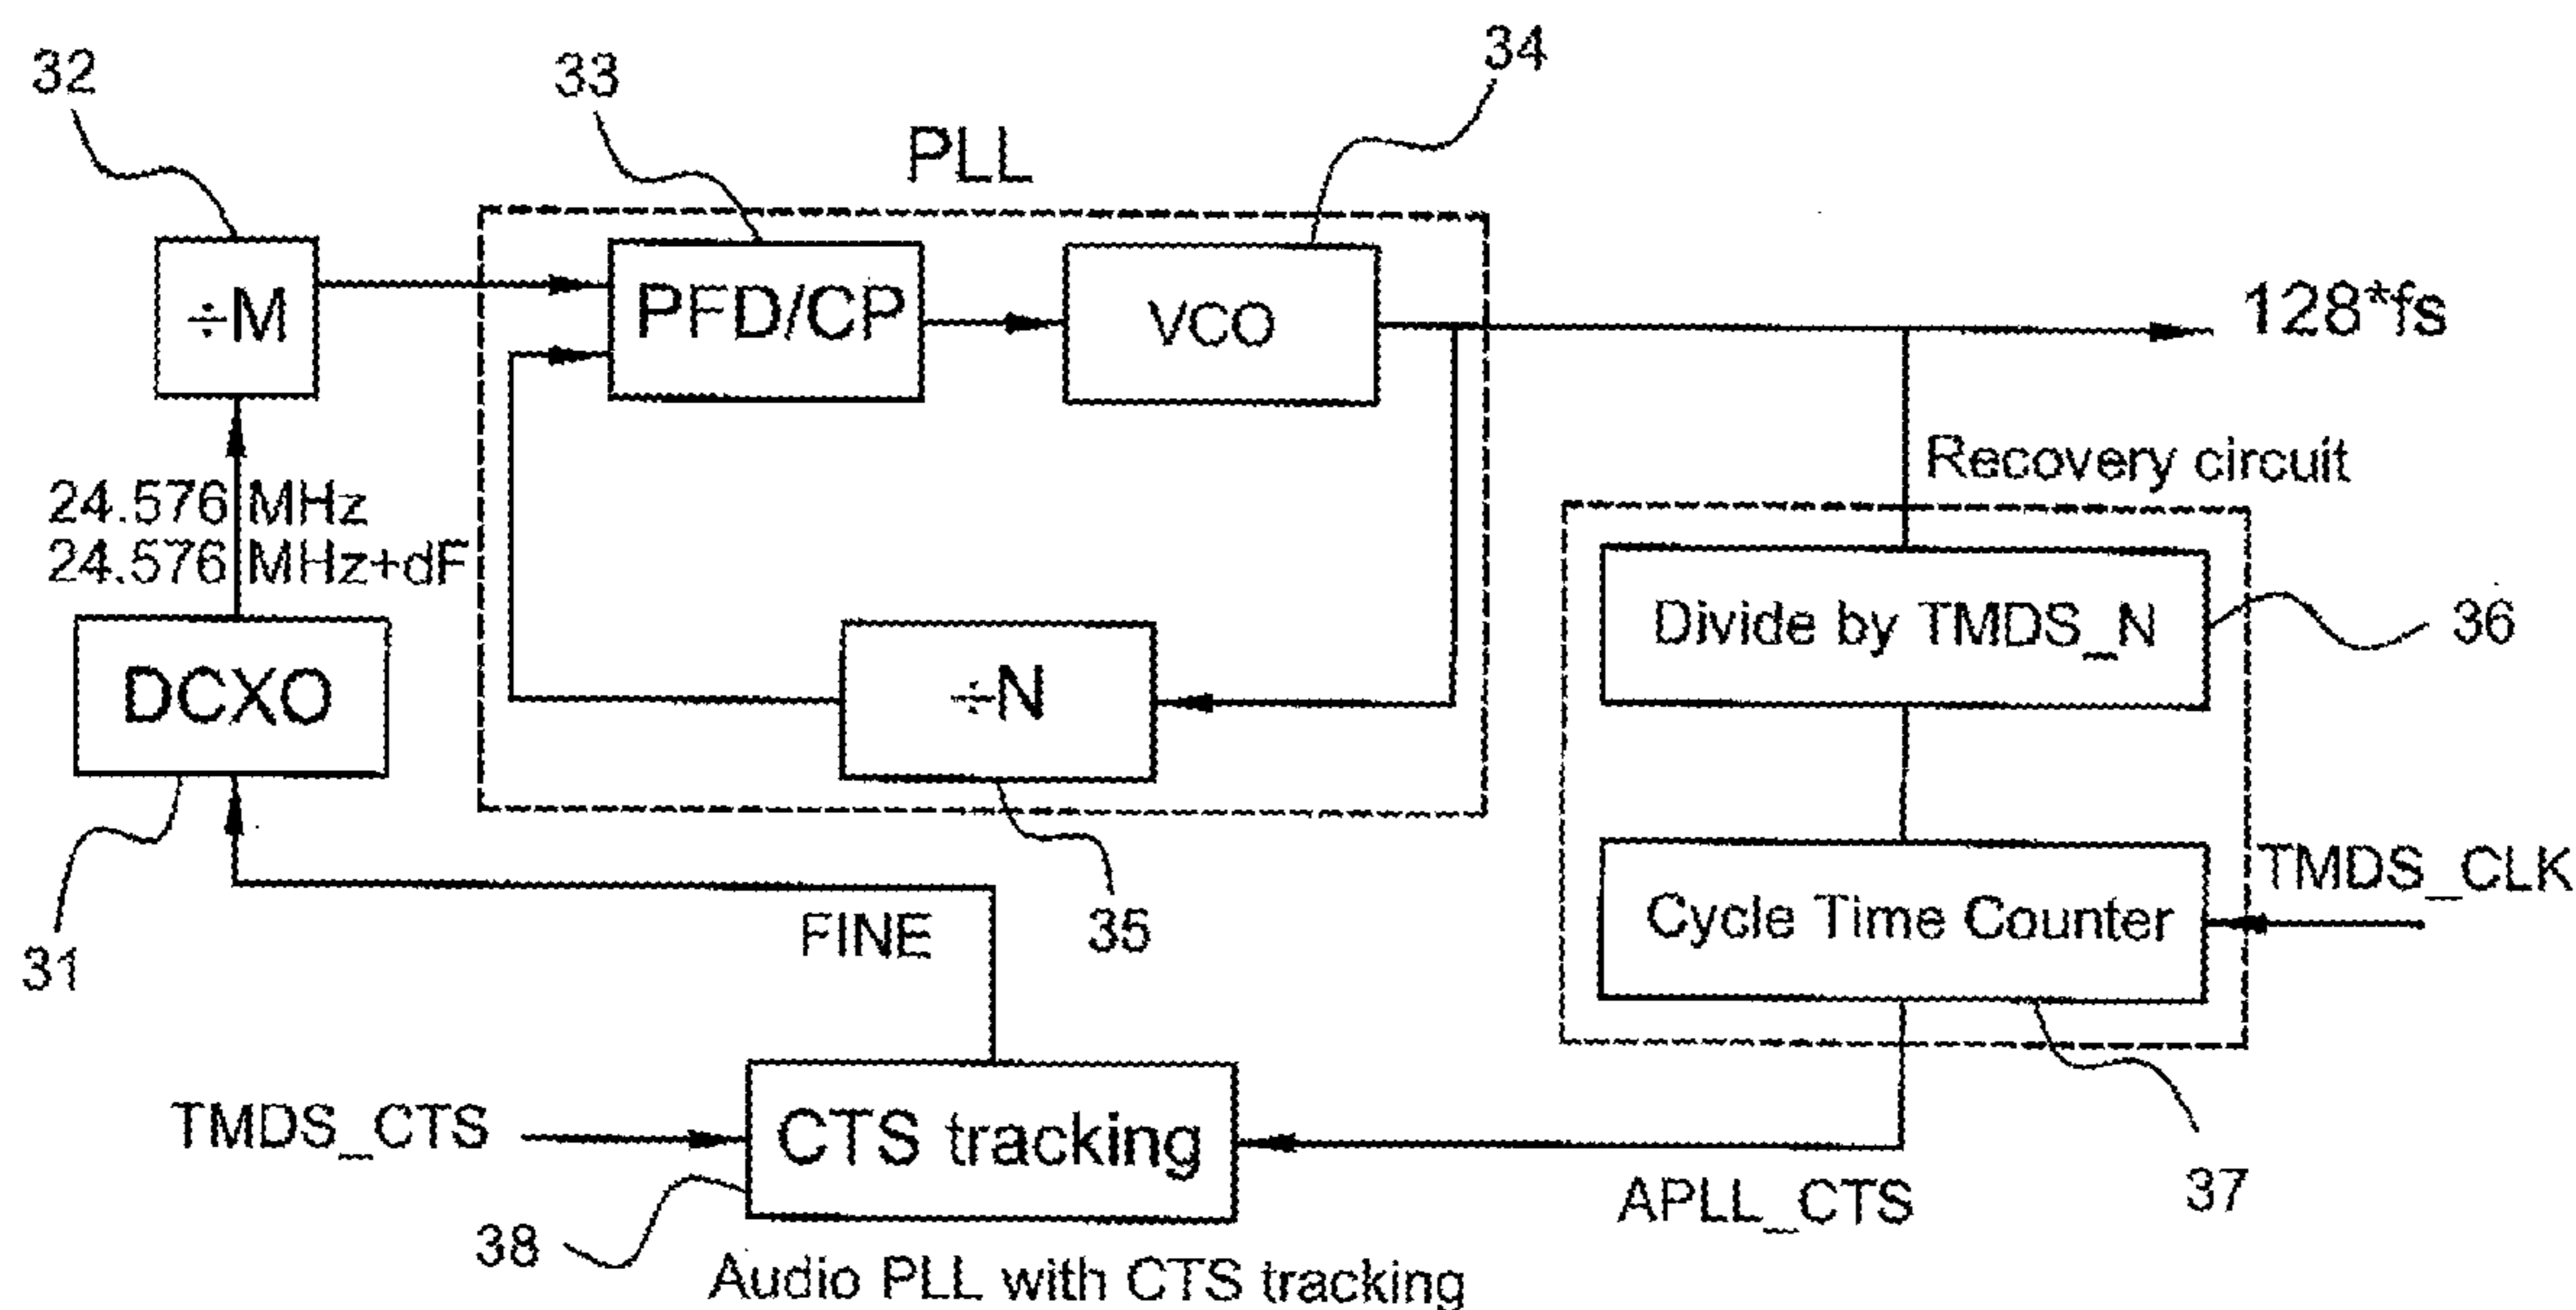 32
33
34
PLL
÷M
PFD/CP
VCO
128*fs
24.576 MHz
24.576 MHz+dF
Recovery circuit
DCXO
÷N
Divide by TMDS_N
36
31
FINE
35
Cycle Time Counter
TMDS_CLK
TMDS_CTS
CTS tracking
38
APLL_CTS
37
Audio PLL with CTS tracking